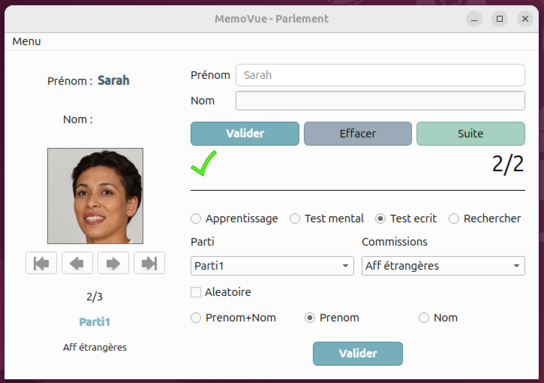 MemoVue - Parlement
Menu
Prénom : Sarah
Nom :
2/3
Parti1
Aff étrangères
Prénom Sarah
Nom
Valider Effacer Suite
2/2
Apprentissage Test mental Test ecrit Rechercher
Parti Commissions
Parti1 Aff étrangères
Aleatoire
Prenom+Nom Prenom Nom
Valider